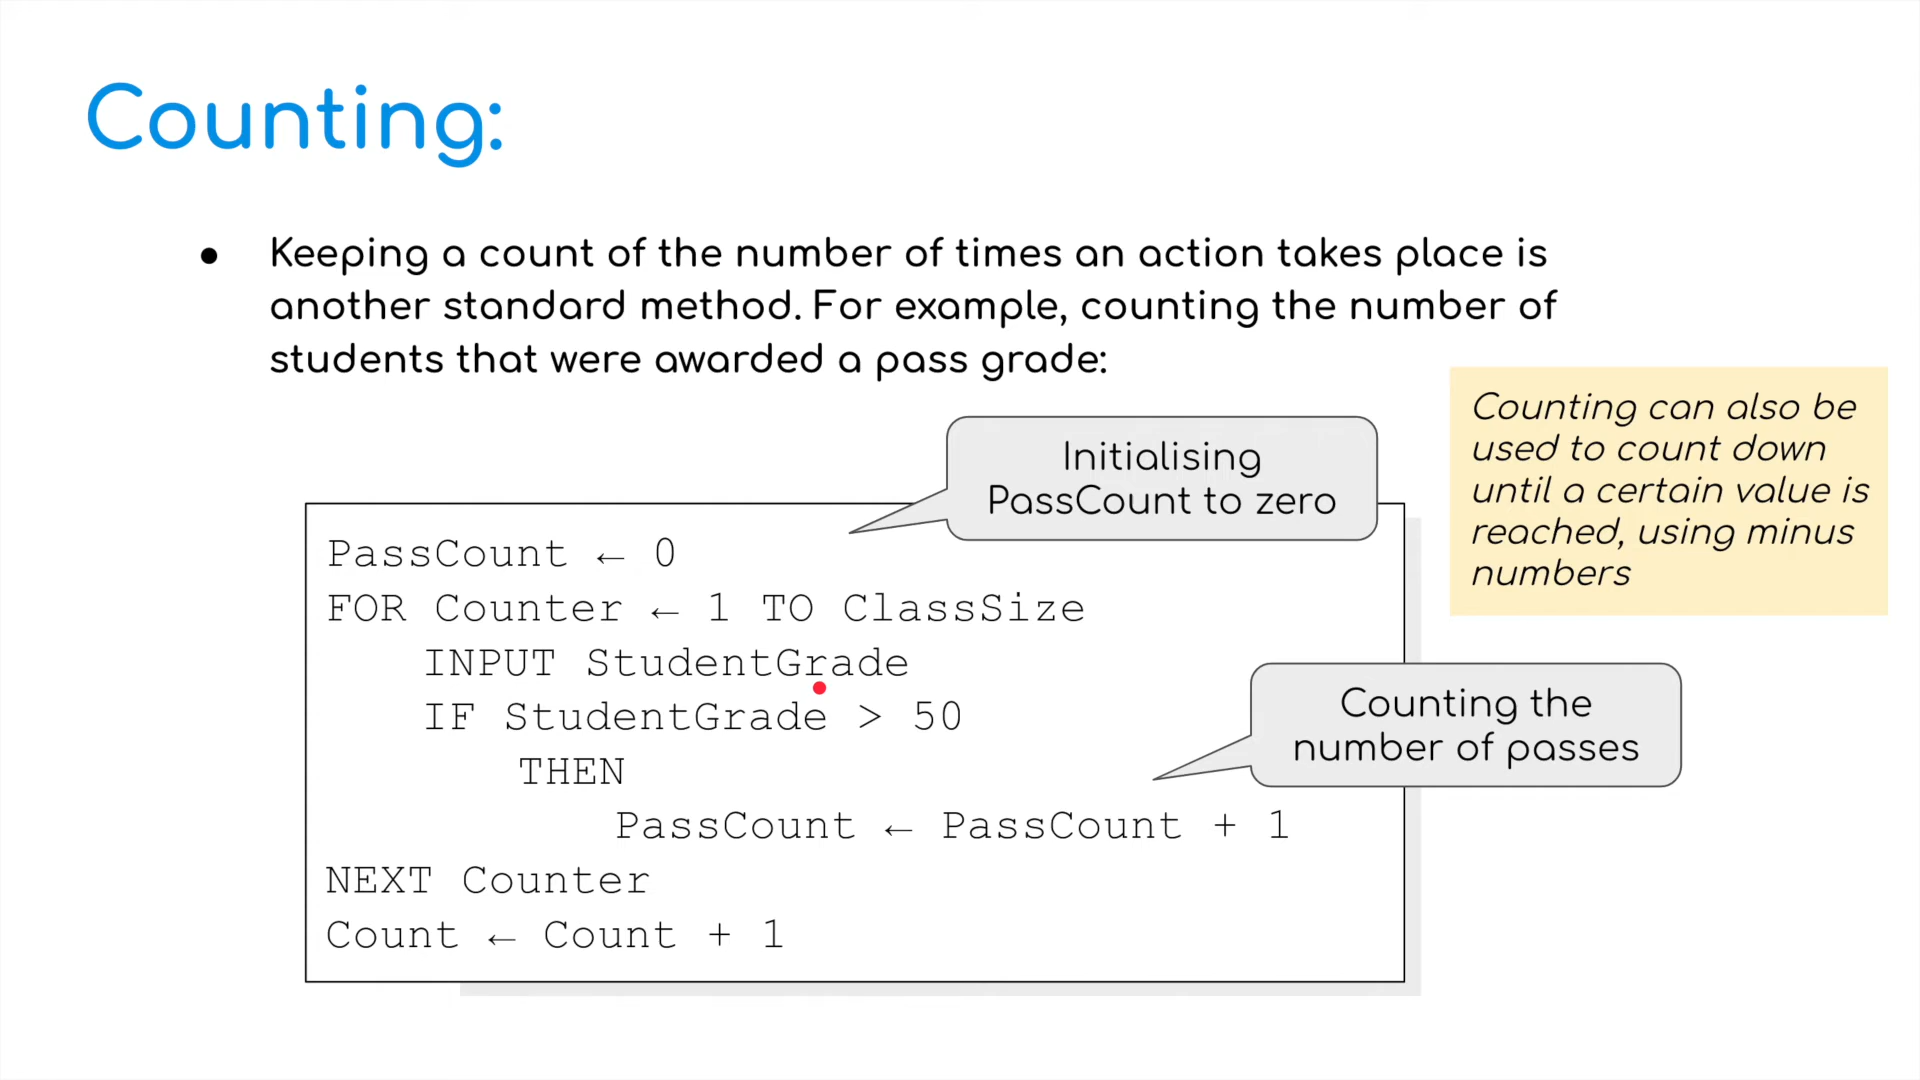 Counting:
● Keeping a count of the number of times an action takes place is
another standard method. For example, counting the number of
students that were awarded a pass grade:
Counting can also be
used to count down
until a certain value is
reached, using minus
numbers
Initialising
PassCount to zero
PassCount ← 0
FOR Counter ← 1 TO ClassSize
INPUT StudentGrade
IF StudentGrade > 50
THEN
PassCount ← PassCount + 1
NEXT Counter
Count ← Count + 1
Counting the
number of passes